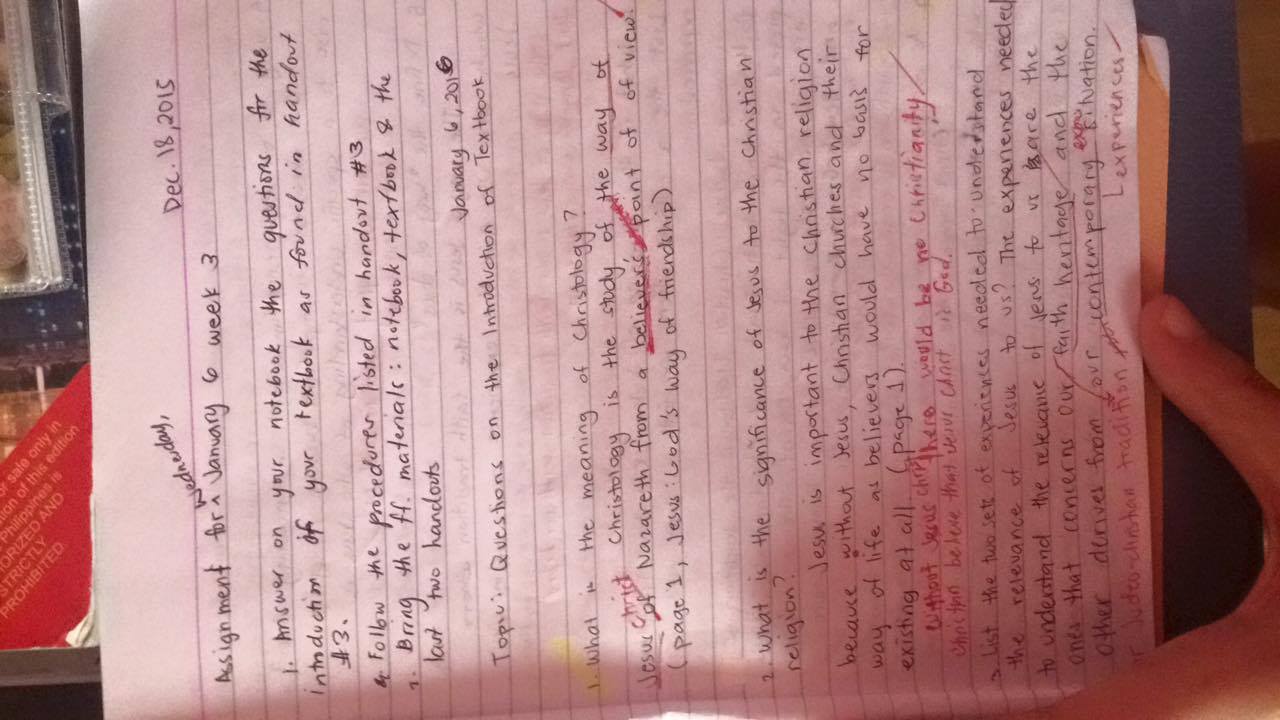 r sale only in
tion of this edition
Philippines is
ORIZED AND
STRICTLY
PROHIBITED
Dec. 18, 2015
Wednesday,
Assignment for ^ January 6 week 3
1. Answer on your notebook the questions for the
introduction of your textbook as found in handout
#3.
Follow the procedures listed in handout #3
2. Bring the ff. materials: notebook, textbook & the
last two handouts
January 6, 2016
Topic: Questions on the Introduction of Textbook
1. What is the meaning of Christology?
Christology is the study, of the way of
Jesus Christ of Nazareth from a believer's point of of view.
(page 1, Jesus: God's way of friendship)
2. What is the significance of Jesus to the Christian
religion?
Jesus is important to the christian religion
because without Jesus, Christian churches and their
way of life as believers would have no basis for
existing at all. (page 1).
Without Jesus christ there would be no Christianity
Christian believe that Jesus Christ is God.
3. List the two sets of experiences needed to understand
the relevance of Jesus to us? The experiences needed
to understand the relevance of Jesus to us are the
ones that concerns our faith heritage and the
other derives from our contemporary situation.
or Judeo-christian tradition experiences